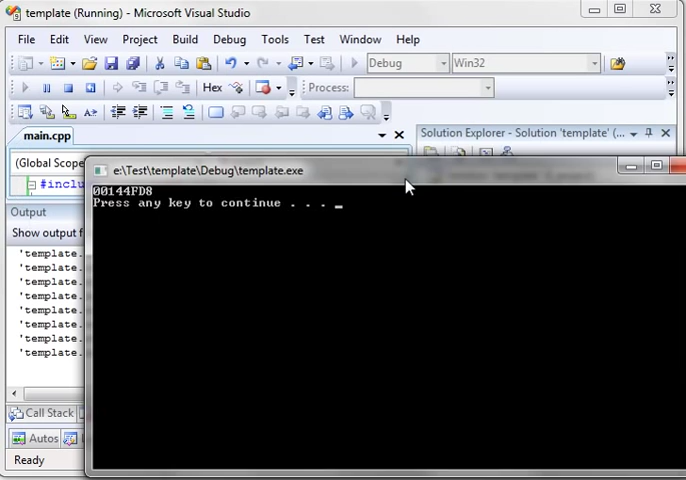 template (Running) - Microsoft Visual Studio
File Edit View Project Build Debug Tools Test Window Help
Debug Win32
Hex Process:
main.cpp
Solution Explorer - Solution 'template' (
(Global Scope
e:\Test\template\Debug\template.exe
#inclu
00144FD8
Output
Press any key to continue . . . _
Show output f
'template.
'template.
'template.
'template.
'template.
'template.
'template.
'template.
Call Stack
Autos
Ready